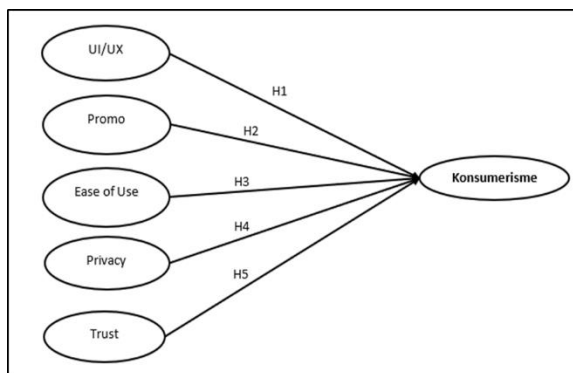 UI/UX
H1
Promo
H2
Ease of Use
H3
Konsumerisme
Privacy
H4
Trust
H5